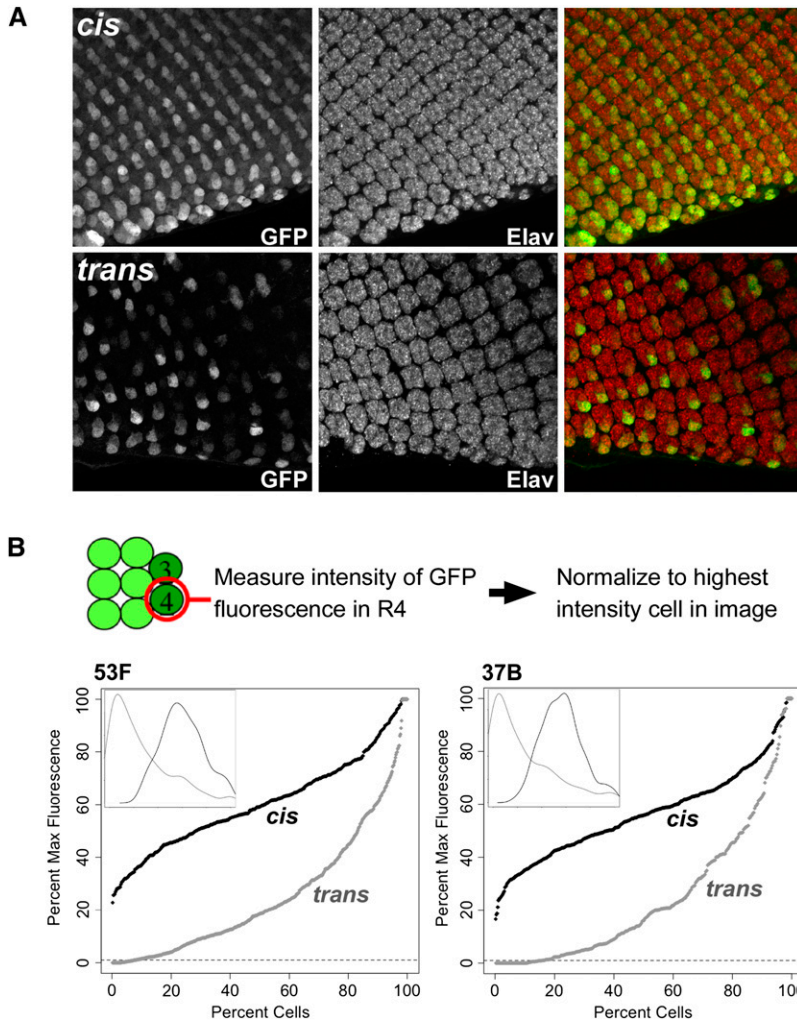 A
cis
GFP
Elav
trans
GFP
Elav
B
3
4
Measure intensity of GFP
fluorescence in R4
Normalize to highest
intensity cell in image
53F
100
80
60
40
20
0
Percent Max Fluorescence
cis
trans
0 20 40 60 80 100
Percent Cells
37B
100
80
60
40
20
0
Percent Max Fluorescence
cis
trans
0 20 40 60 80 100
Percent Cells